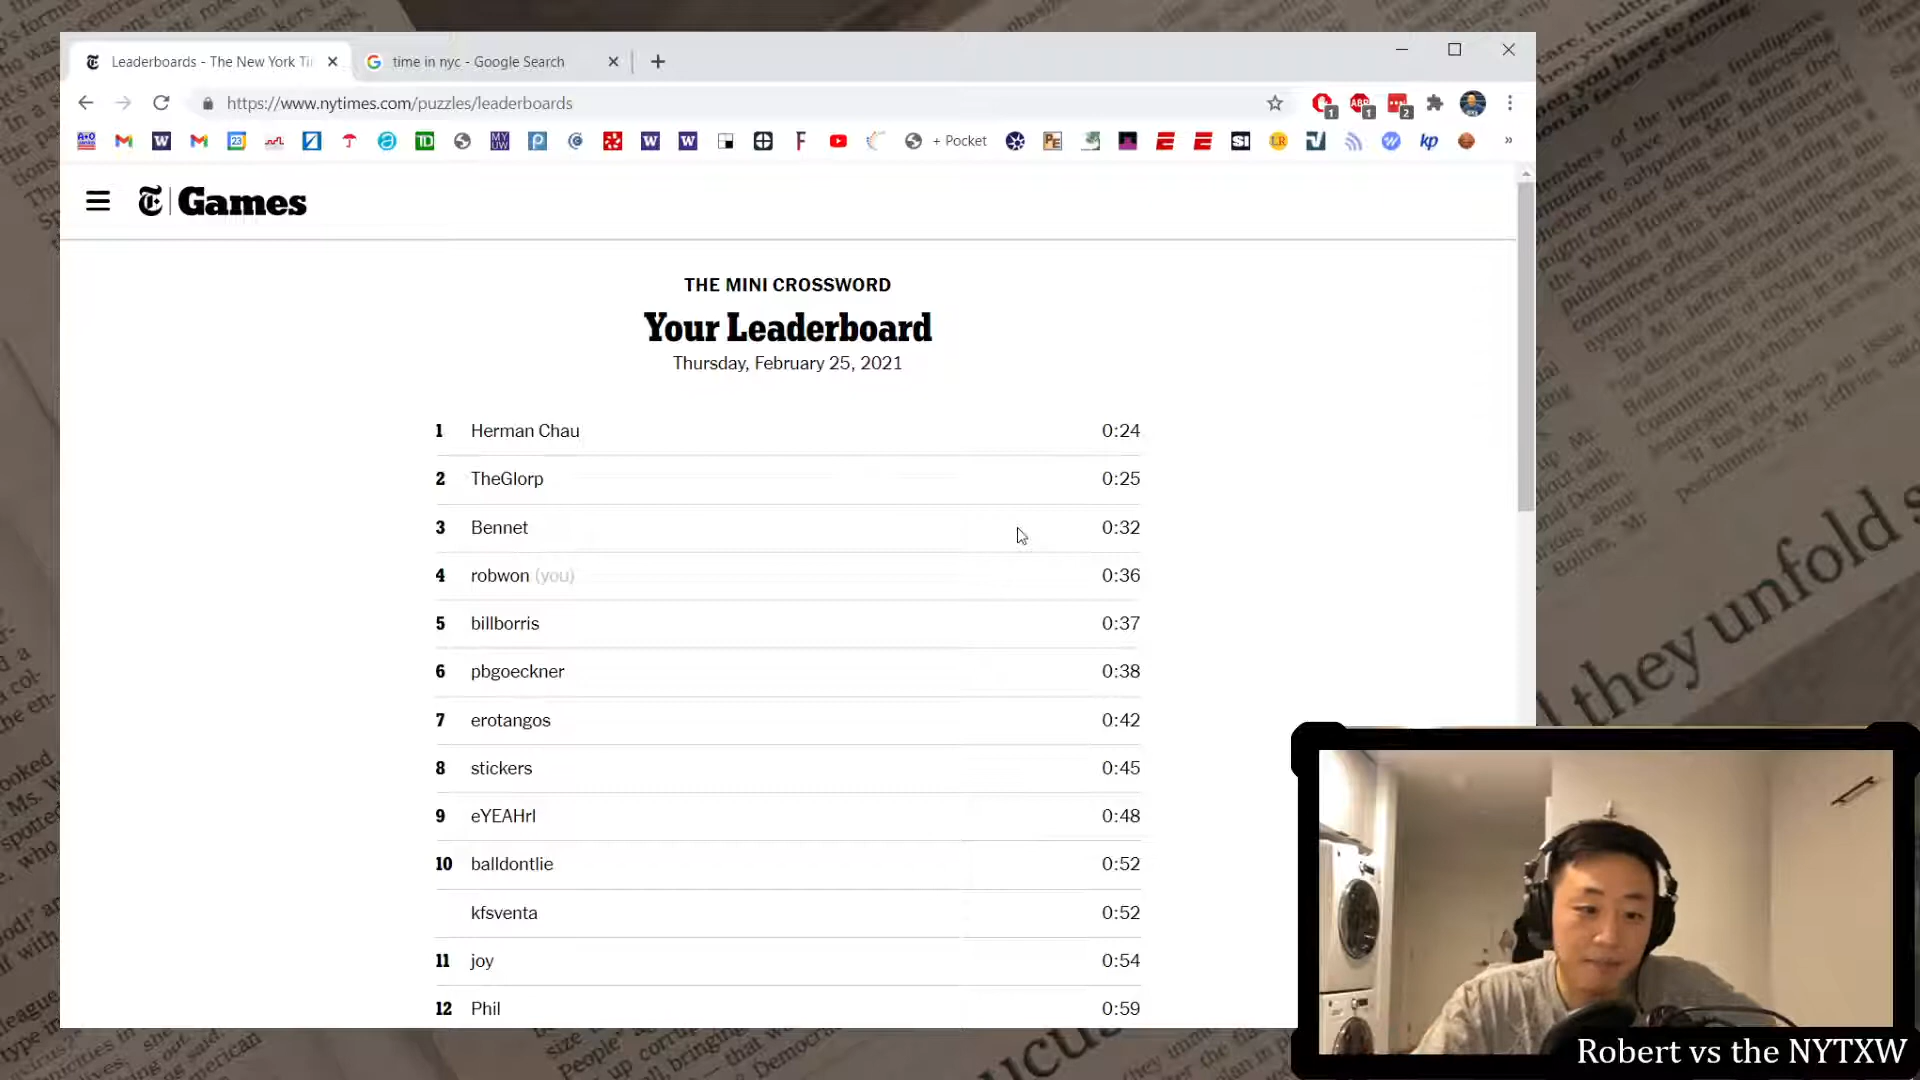 Leaderboards - The New York Ti
time in nyc - Google Search
https://www.nytimes.com/puzzles/leaderboards
+ Pocket
Games
THE MINI CROSSWORD
Your Leaderboard
Thursday, February 25, 2021
1 Herman Chau 0:24
2 TheGlorp 0:25
3 Bennet 0:32
4 robwon (you) 0:36
5 billborris 0:37
6 pbgoeckner 0:38
7 erotangos 0:42
8 stickers 0:45
9 eYEAHrl 0:48
10 balldontlie 0:52
kfsventa 0:52
11 joy 0:54
12 Phil 0:59
they unfold s
Robert vs the NYTXW